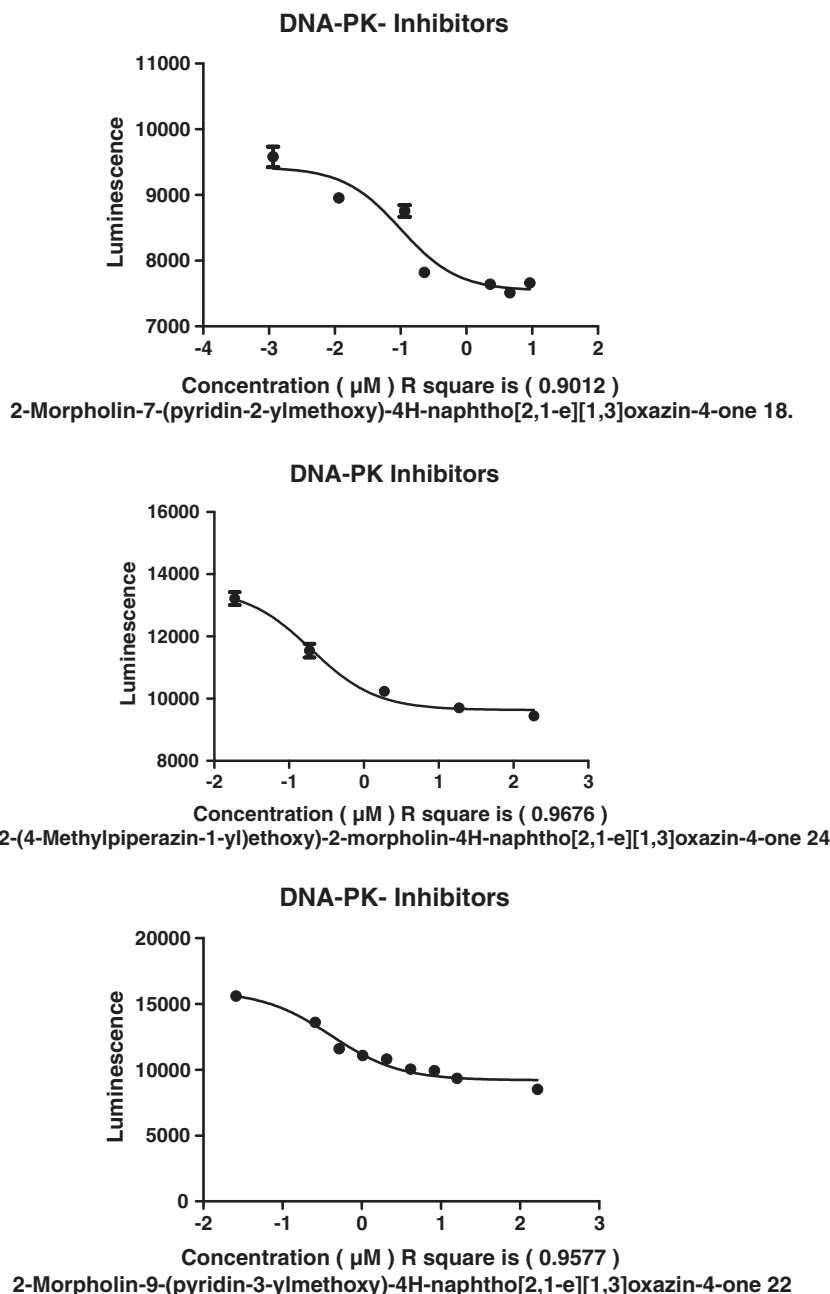 DNA-PK- Inhibitors
11000
10000
9000
8000
7000
Luminescence
-4 -3 -2 -1 0 1 2
Concentration ( µM ) R square is ( 0.9012 )
2-Morpholin-7-(pyridin-2-ylmethoxy)-4H-naphtho[2,1-e][1,3]oxazin-4-one 18.
DNA-PK Inhibitors
16000
14000
12000
10000
8000
Luminescence
-2 -1 0 1 2 3
Concentration ( µM ) R square is ( 0.9676 )
2-(4-Methylpiperazin-1-yl)ethoxy)-2-morpholin-4H-naphtho[2,1-e][1,3]oxazin-4-one 24
DNA-PK- Inhibitors
20000
15000
10000
5000
0
Luminescence
-2 -1 0 1 2 3
Concentration ( µM ) R square is ( 0.9577 )
2-Morpholin-9-(pyridin-3-ylmethoxy)-4H-naphtho[2,1-e][1,3]oxazin-4-one 22